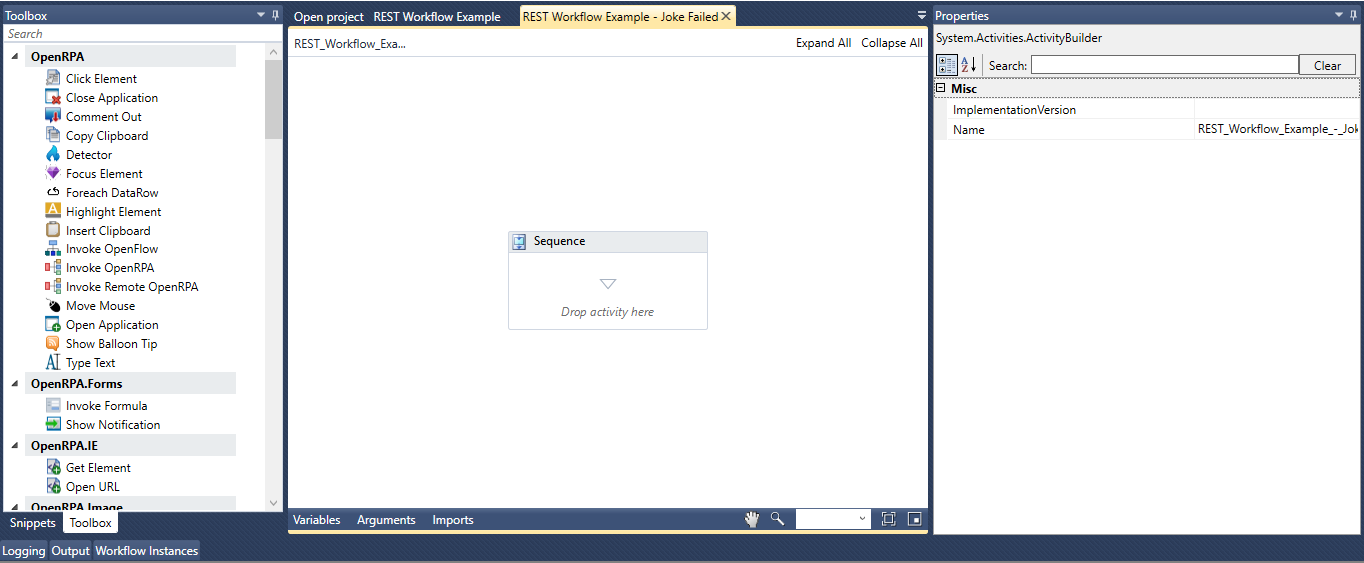 Toolbox
Search
OpenRPA
Click Element
Close Application
Comment Out
Copy Clipboard
Detector
Focus Element
Foreach DataRow
Highlight Element
Insert Clipboard
Invoke OpenFlow
Invoke OpenRPA
Invoke Remote OpenRPA
Move Mouse
Open Application
Show Balloon Tip
Type Text
OpenRPA.Forms
Invoke Formula
Show Notification
OpenRPA.IE
Get Element
Open URL
OpenRPA.Image
Snippets Toolbox
Open project REST Workflow Example REST Workflow Example - Joke Failed
REST_Workflow_Exa... Expand All Collapse All
Sequence
Drop activity here
Variables Arguments Imports
Properties
System.Activities.ActivityBuilder
Search: Clear
Misc
ImplementationVersion
Name REST_Workflow_Example_-_Jok
Logging Output Workflow Instances